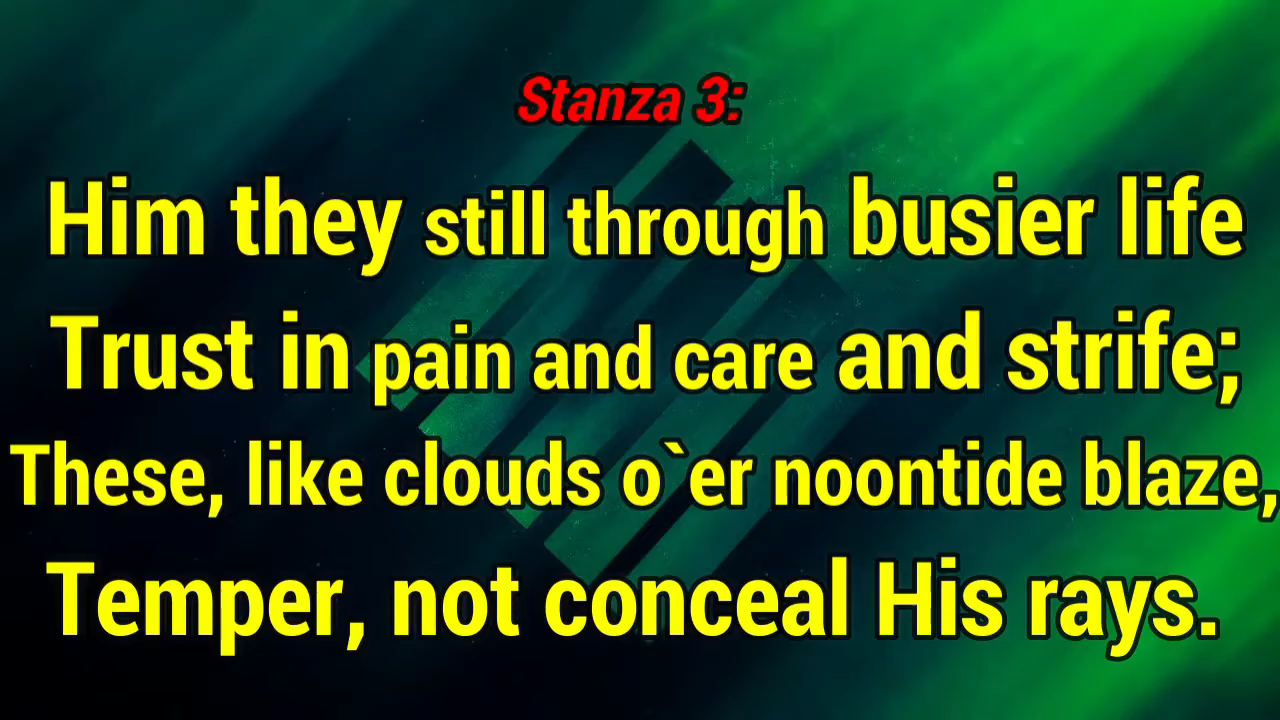 Stanza 3:
Him they still through busier life
Trust in pain and care and strife;
These, like clouds o`er noontide blaze,
Temper, not conceal His rays.